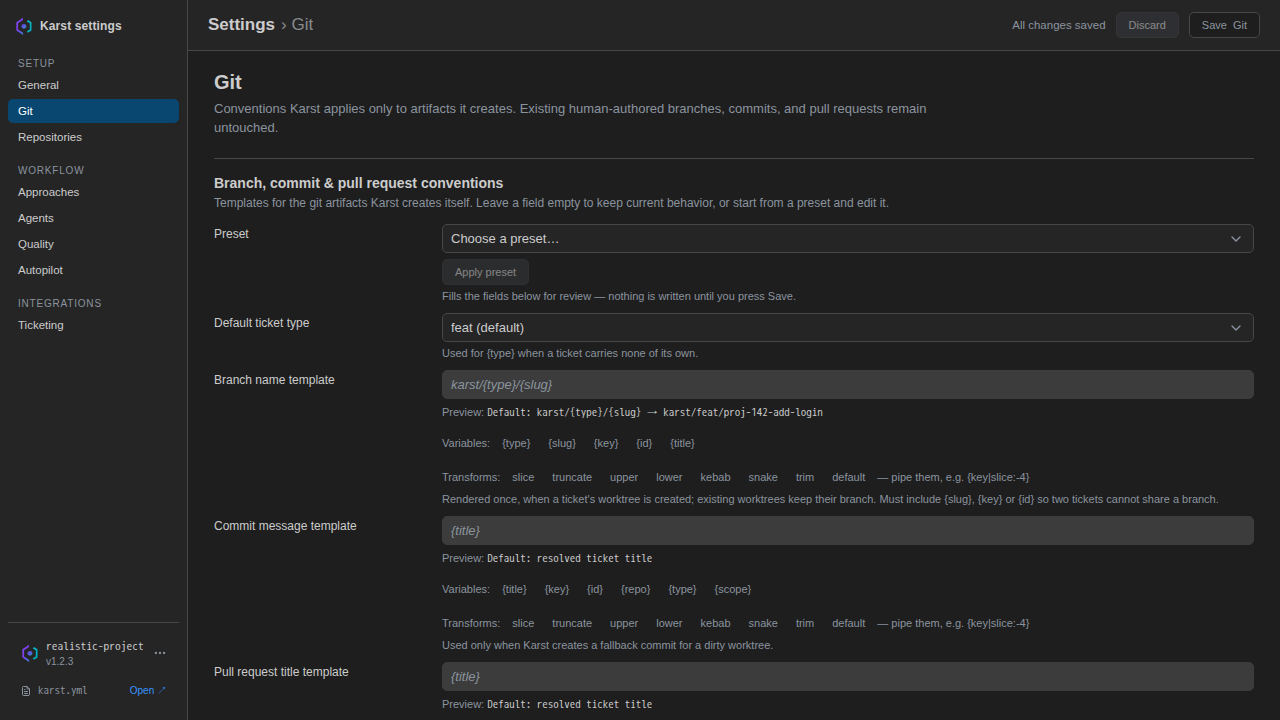 Karst settings
SETUP
General
Git
Repositories
WORKFLOW
Approaches
Agents
Quality
Autopilot
INTEGRATIONS
Ticketing
realistic-project
v1.2.3
karst.yml
Open ↗
Settings › Git
All changes saved
Discard
Save Git
Git
Conventions Karst applies only to artifacts it creates. Existing human-authored branches, commits, and pull requests remain
untouched.
Branch, commit & pull request conventions
Templates for the git artifacts Karst creates itself. Leave a field empty to keep current behavior, or start from a preset and edit it.
Preset
Choose a preset…
Apply preset
Fills the fields below for review — nothing is written until you press Save.
Default ticket type
feat (default)
Used for {type} when a ticket carries none of its own.
Branch name template
karst/{type}/{slug}
Preview: Default: karst/{type}/{slug} → karst/feat/proj-142-add-login
Variables: {type} {slug} {key} {id} {title}
Transforms: slice truncate upper lower kebab snake trim default — pipe them, e.g. {key|slice:-4}
Rendered once, when a ticket's worktree is created; existing worktrees keep their branch. Must include {slug}, {key} or {id} so two tickets cannot share a branch.
Commit message template
{title}
Preview: Default: resolved ticket title
Variables: {title} {key} {id} {repo} {type} {scope}
Transforms: slice truncate upper lower kebab snake trim default — pipe them, e.g. {key|slice:-4}
Used only when Karst creates a fallback commit for a dirty worktree.
Pull request title template
{title}
Preview: Default: resolved ticket title